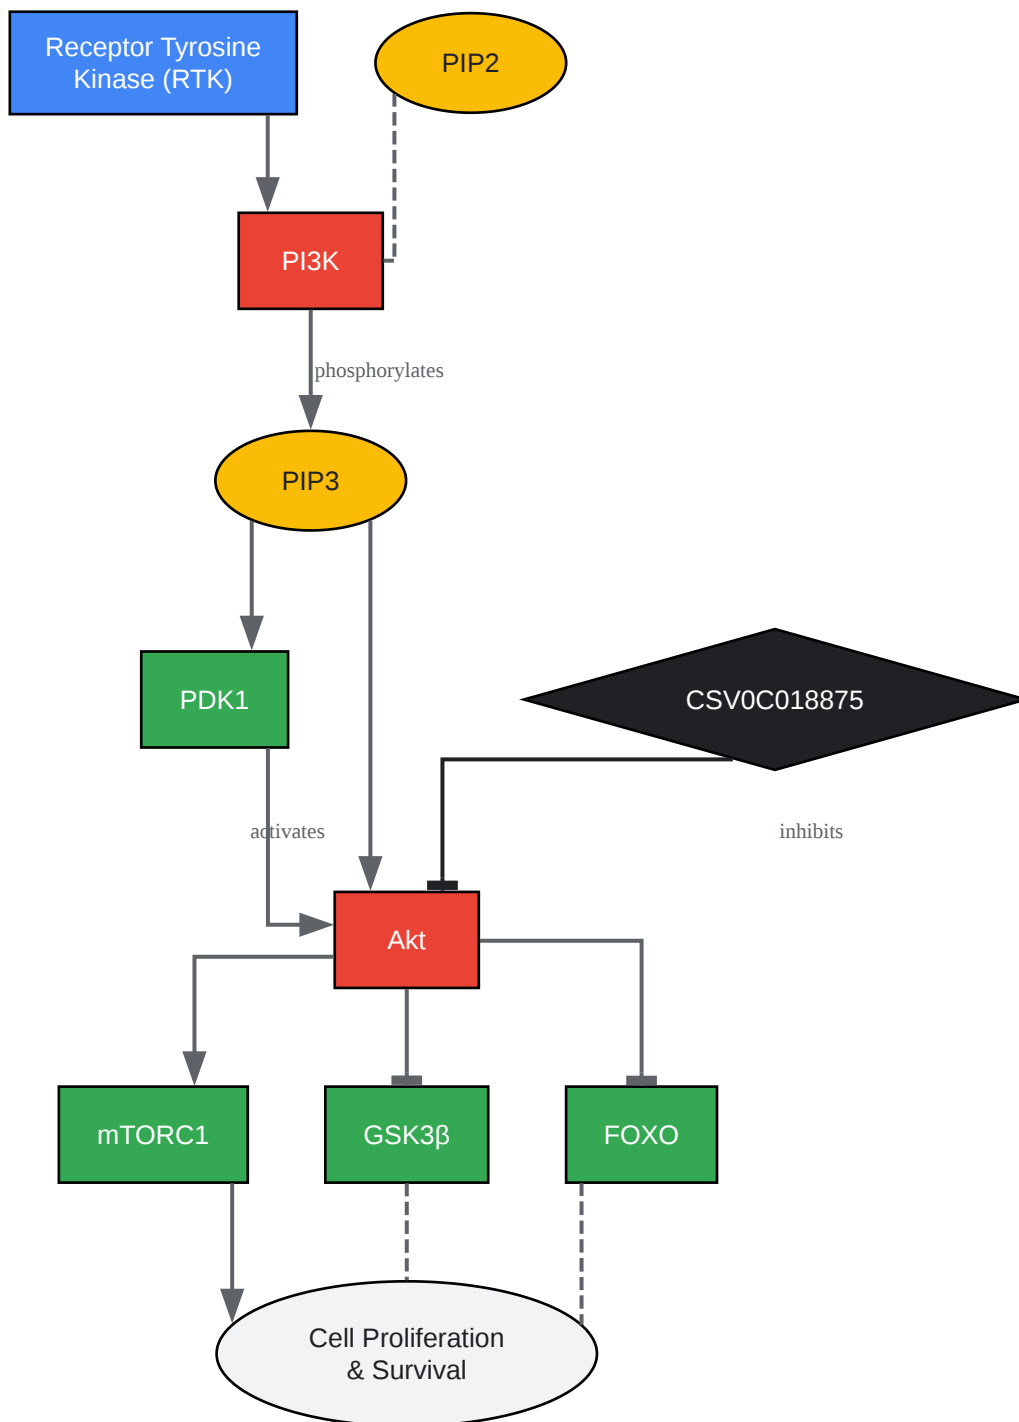 Receptor Tyrosine
Kinase (RTK)
PIP2
PI3K
phosphorylates
PIP3
PDK1
CSV0C018875
activates
inhibits
Akt
mTORC1
GSK3β
FOXO
Cell Proliferation
& Survival